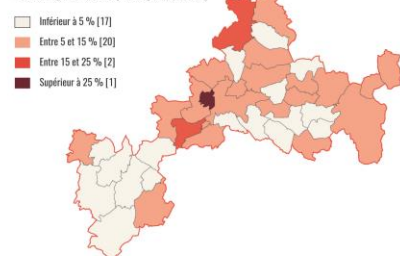 Inférieur à 5 % [17]
Entre 5 et 15 % [20]
Entre 15 et 25 % [2]
Supérieur à 25 % [1]